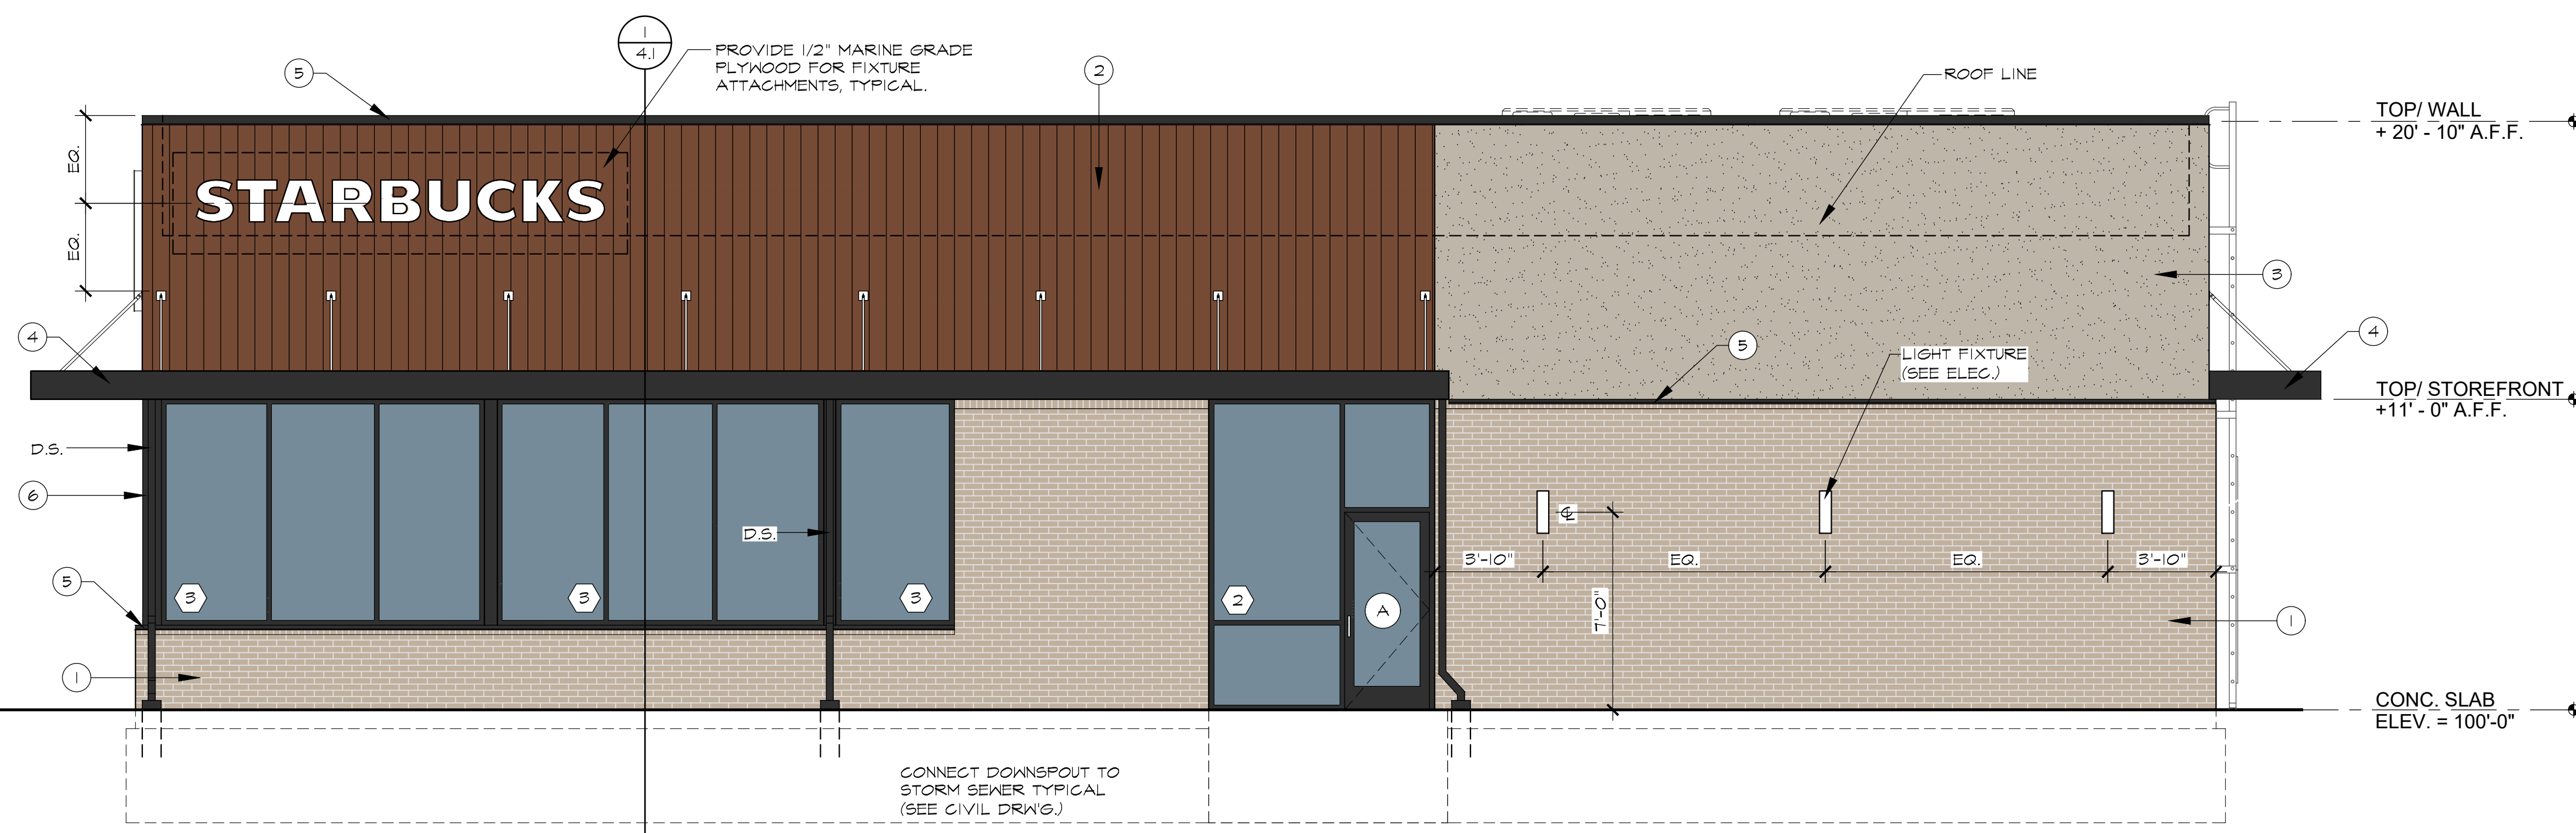 1
4.1
PROVIDE 1/2" MARINE GRADE
PLYWOOD FOR FIXTURE
ATTACHMENTS, TYPICAL.
5
2
ROOF LINE
TOP/ WALL
+ 20' - 10" A.F.F.
EQ.
STARBUCKS
EQ.
3
4
5
LIGHT FIXTURE
(SEE ELEC.)
4
TOP/ STOREFRONT
+11' - 0" A.F.F.
D.S.
6
D.S.
℄
3'-10"
EQ.
EQ.
3'-10"
5
3
3
3
2
A
7'-0"
1
1
CONC. SLAB
ELEV. = 100'-0"
CONNECT DOWNSPOUT TO
STORM SEWER TYPICAL
(SEE CIVIL DRW'G.)